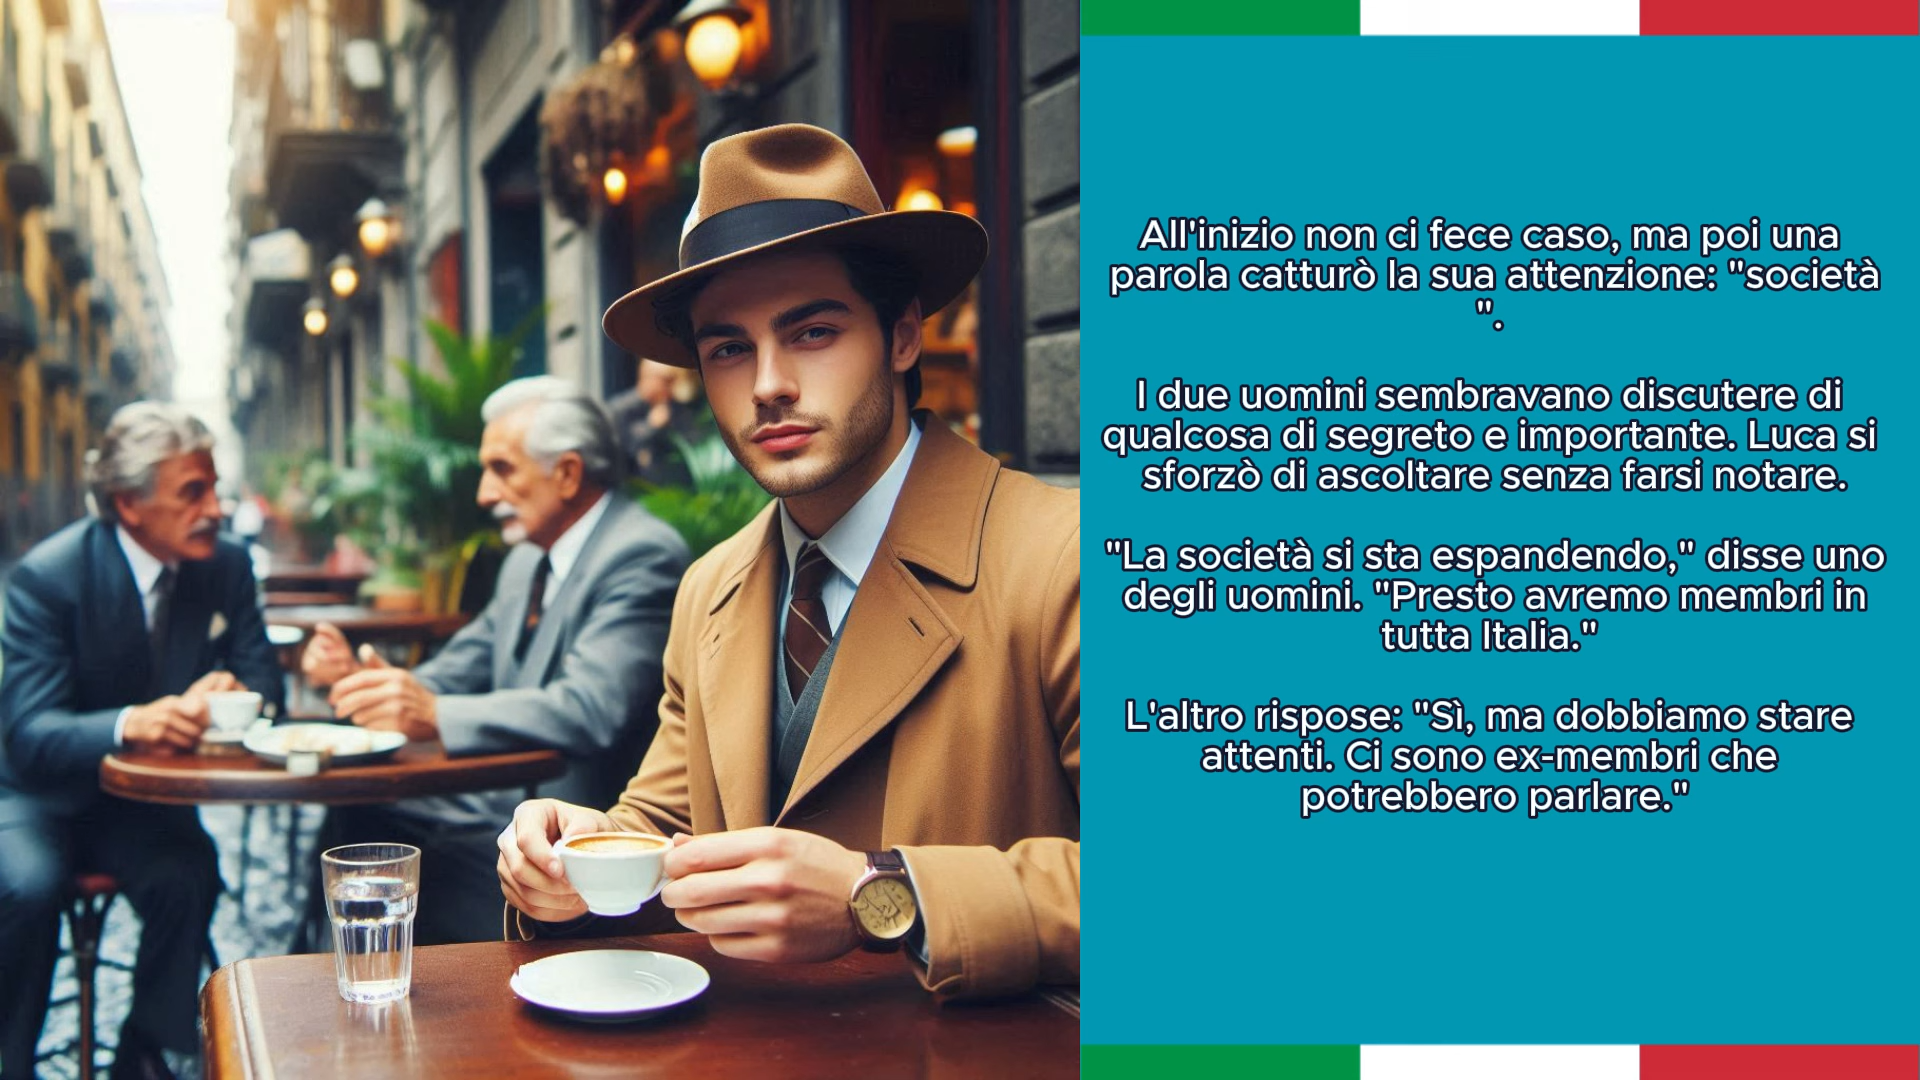 All'inizio non ci fece caso, ma poi una
parola catturò la sua attenzione: "società
".
I due uomini sembravano discutere di
qualcosa di segreto e importante. Luca si
sforzò di ascoltare senza farsi notare.
"La società si sta espandendo," disse uno
degli uomini. "Presto avremo membri in
tutta Italia."
L'altro rispose: "Sì, ma dobbiamo stare
attenti. Ci sono ex-membri che
potrebbero parlare."